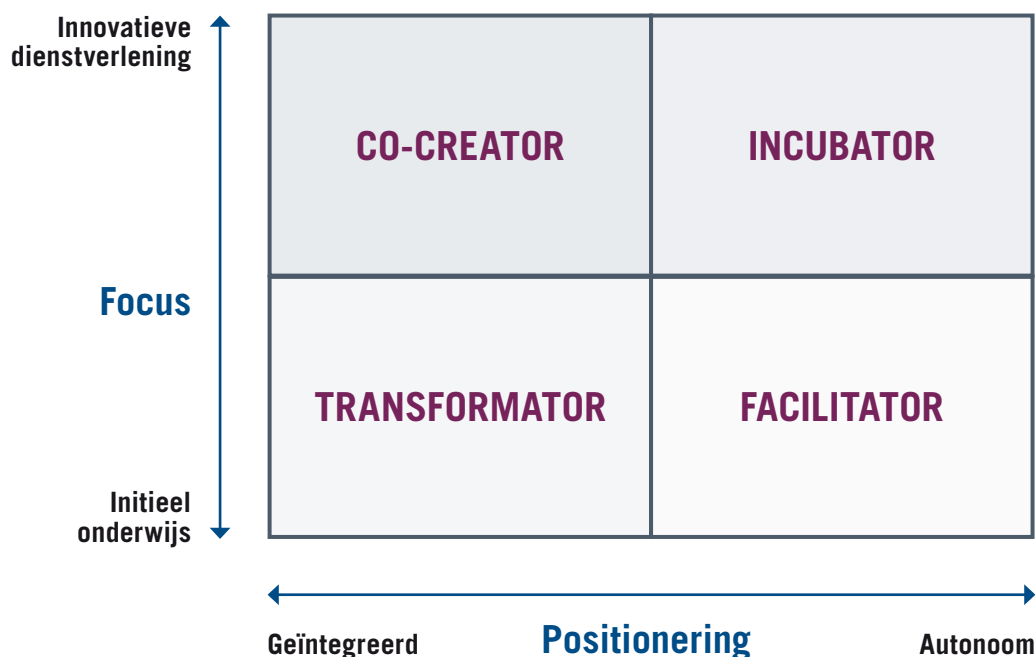 Innovatieve
dienstverlening
CO-CREATOR
INCUBATOR
Focus
TRANSFORMATOR
FACILITATOR
Initieel
onderwijs
Geïntegreerd
Positionering
Autonoom